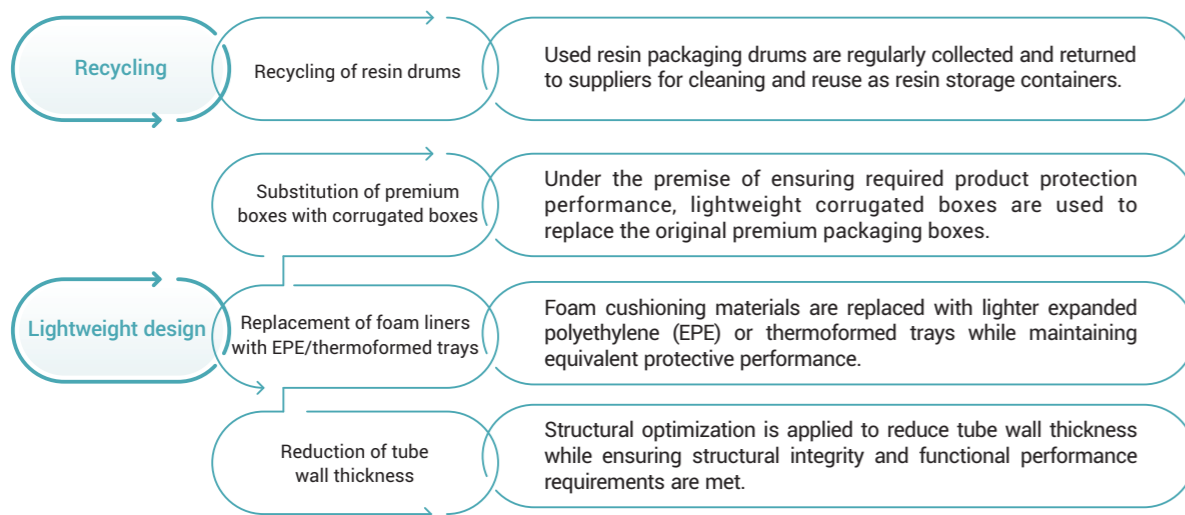 Recycling
Recycling of resin drums
Used resin packaging drums are regularly collected and returned
to suppliers for cleaning and reuse as resin storage containers.
Substitution of premium
boxes with corrugated boxes
Under the premise of ensuring required product protection
performance, lightweight corrugated boxes are used to
replace the original premium packaging boxes.
Lightweight design
Replacement of foam liners
with EPE/thermoformed trays
Foam cushioning materials are replaced with lighter expanded
polyethylene (EPE) or thermoformed trays while maintaining
equivalent protective performance.
Reduction of tube
wall thickness
Structural optimization is applied to reduce tube wall thickness
while ensuring structural integrity and functional performance
requirements are met.